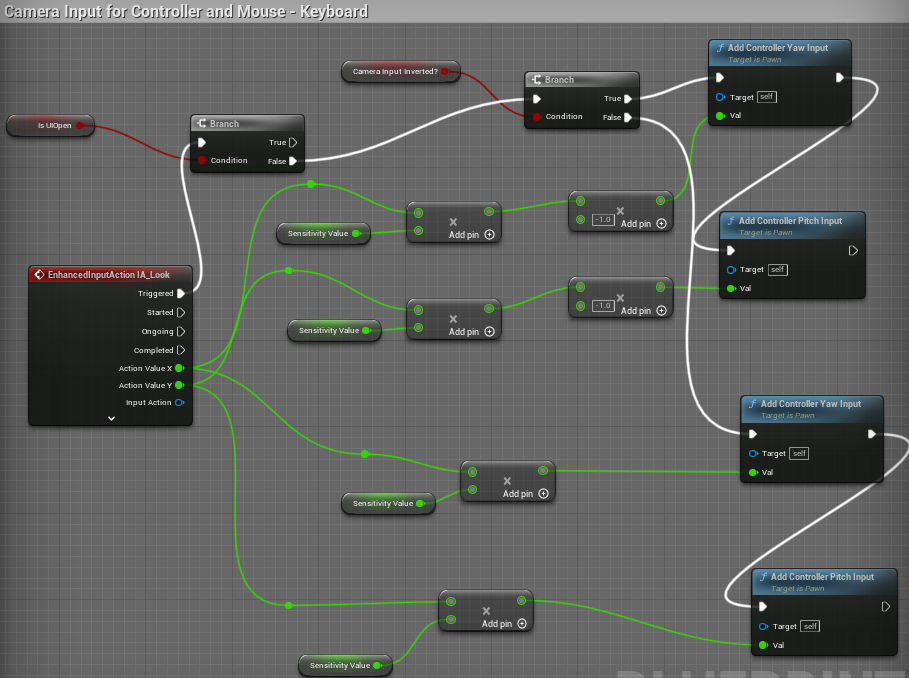 Camera Input for Controller and Mouse - Keyboard
Add Controller Yaw Input
Target is Pawn
Target self
Val
Camera Input Inverted?
Branch
True
Condition
False
Is UIOpen
Branch
True
Condition
False
Sensitivity Value
Add pin
-1.0
Add pin
Add Controller Pitch Input
Target is Pawn
Target self
Val
EnhancedInputAction IA_Look
Triggered
Started
Ongoing
Completed
Action Value X
Action Value Y
Input Action
Sensitivity Value
Add pin
-1.0
Add pin
Add Controller Yaw Input
Target is Pawn
Target self
Val
Sensitivity Value
Add pin
Add Controller Pitch Input
Target is Pawn
Target self
Val
Sensitivity Value
Add pin
BLUEPRINT